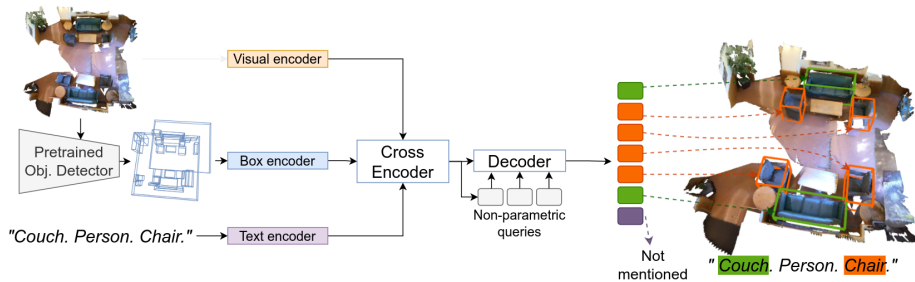 Visual encoder
Pretrained
Obj. Detector
Box encoder
Cross
Encoder
Decoder
Non-parametric
queries
"Couch. Person. Chair."
Text encoder
Not
mentioned
" Couch. Person. Chair."